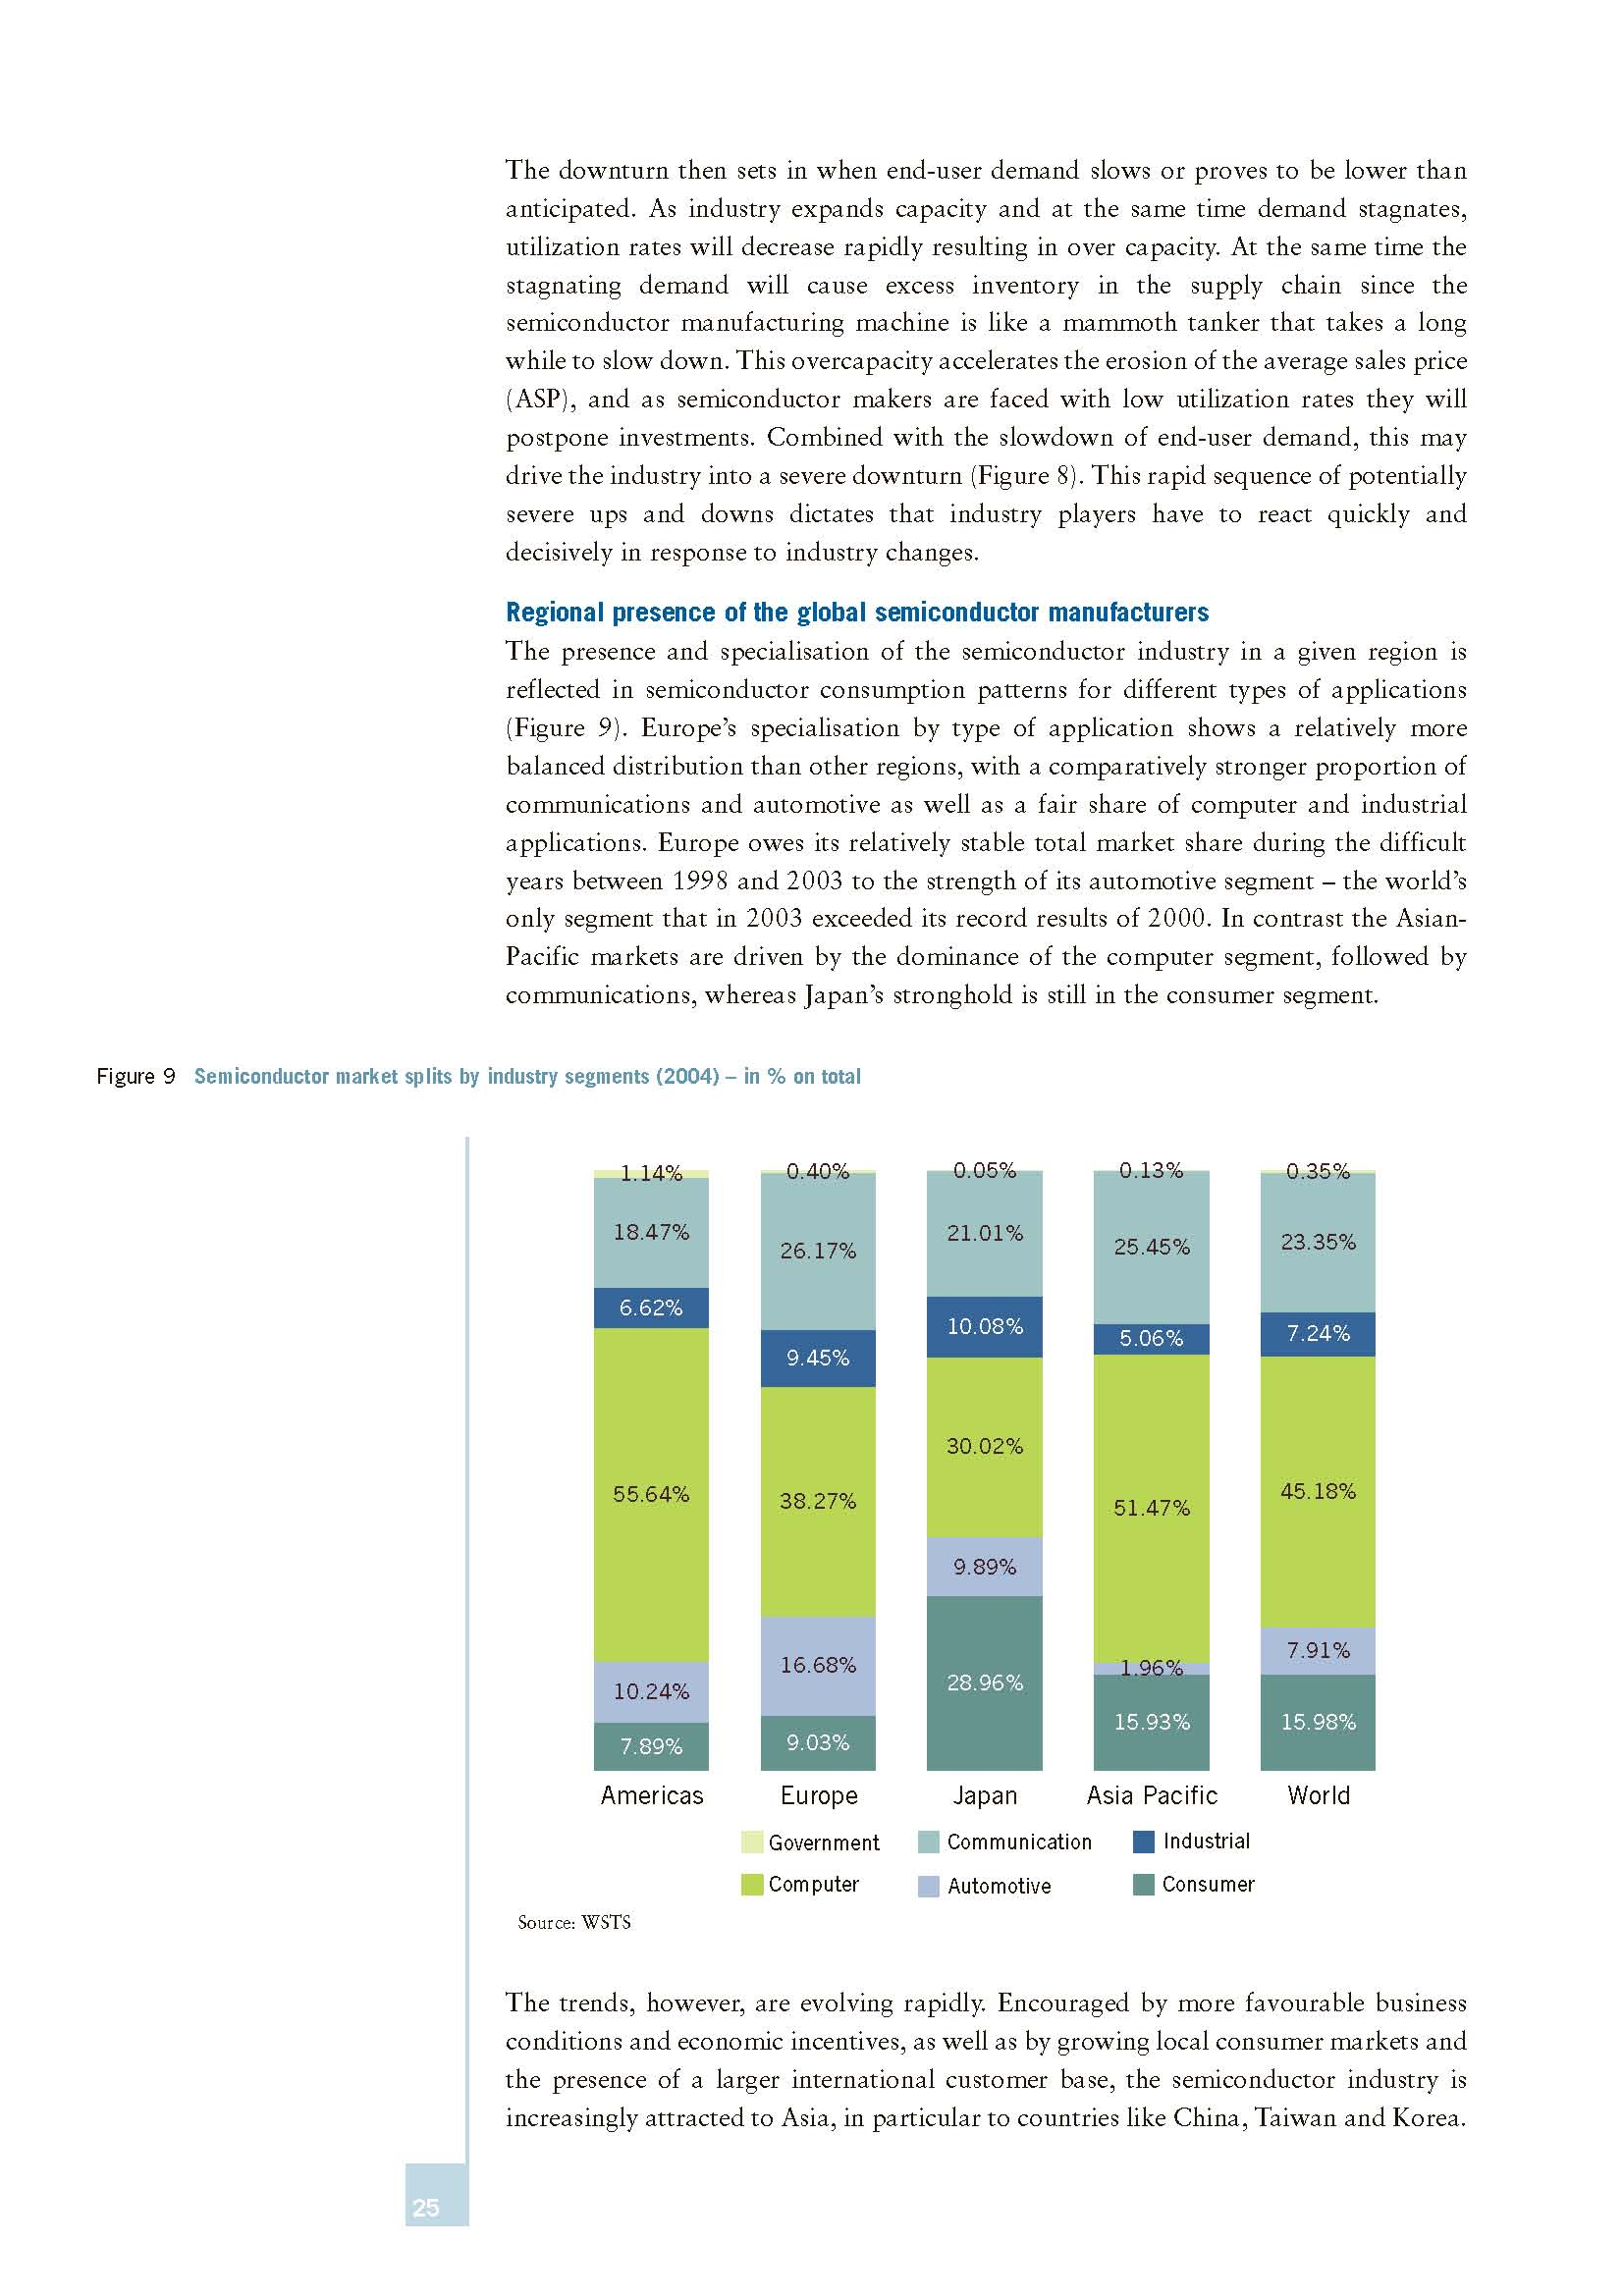 The downturn then sets in when end-user demand slows or proves to be lower than
anticipated. As industry expands capacity and at the same time demand stagnates,
utilization rates will decrease rapidly resulting in over capacity. At the same time the
stagnating demand will cause excess inventory in the supply chain since the
semiconductor manufacturing machine is like a mammoth tanker that takes a long
while to slow down. This overcapacity accelerates the erosion of the average sales price
(ASP), and as semiconductor makers are faced with low utilization rates they will
postpone investments. Combined with the slowdown of end-user demand, this may
drive the industry into a severe downturn (Figure 8). This rapid sequence of potentially
severe ups and downs dictates that industry players have to react quickly and
decisively in response to industry changes.
Regional presence of the global semiconductor manufacturers
The presence and specialisation of the semiconductor industry in a given region is
reflected in semiconductor consumption patterns for different types of applications
(Figure 9). Europe's specialisation by type of application shows a relatively more
balanced distribution than other regions, with a comparatively stronger proportion of
communications and automotive as well as a fair share of computer and industrial
applications. Europe owes its relatively stable total market share during the difficult
years between 1998 and 2003 to the strength of its automotive segment – the world's
only segment that in 2003 exceeded its record results of 2000. In contrast the Asian-
Pacific markets are driven by the dominance of the computer segment, followed by
communications, whereas Japan's stronghold is still in the consumer segment.
Figure 9 Semiconductor market splits by industry segments (2004) – in % on total
1.14% 0.40% 0.05% 0.13% 0.35%
18.47% 26.17% 21.01% 25.45% 23.35%
6.62% 9.45% 10.08% 5.06% 7.24%
55.64% 38.27% 30.02% 51.47% 45.18%
10.24% 16.68% 9.89% 1.96% 7.91%
7.89% 9.03% 28.96% 15.93% 15.98%
Americas Europe Japan Asia Pacific World
Government Communication Industrial
Computer Automotive Consumer
Source: WSTS
The trends, however, are evolving rapidly. Encouraged by more favourable business
conditions and economic incentives, as well as by growing local consumer markets and
the presence of a larger international customer base, the semiconductor industry is
increasingly attracted to Asia, in particular to countries like China, Taiwan and Korea.
25